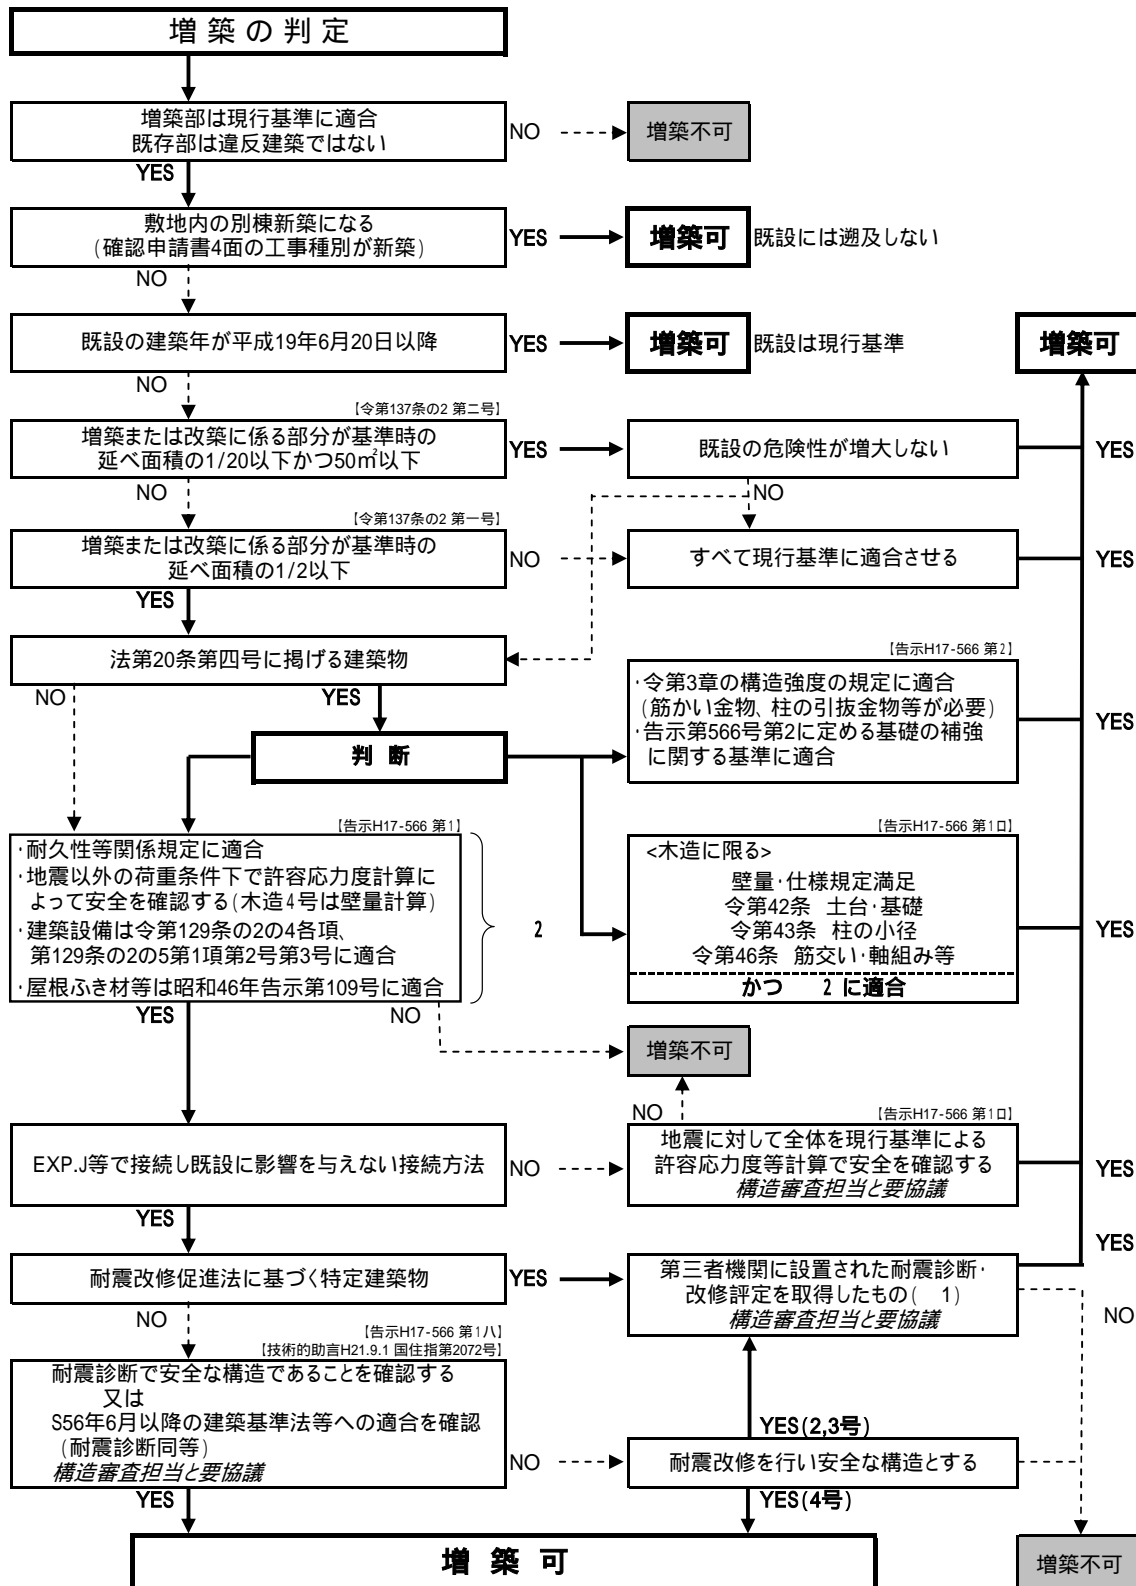 増築の判定
増築部は現行基準に適合
既存部は違反建築ではない
NO
増築不可
YES
敷地内の別棟新築になる
(確認申請書4面の工事種別が新築)
YES
増築可
既設には遡及しない
NO
既設の建築年が平成19年6月20日以降
YES
増築可
既設は現行基準
増築可
NO
【令第137条の2 第二号】
増築または改築に係る部分が基準時の
延べ面積の1/20以下かつ50㎡以下
YES
既設の危険性が増大しない
YES
NO
NO
【令第137条の2 第一号】
増築または改築に係る部分が基準時の
延べ面積の1/2以下
NO
すべて現行基準に適合させる
YES
YES
法第20条第四号に掲げる建築物
NO
YES
【告示H17-566 第2】
・令第3章の構造強度の規定に適合
(筋かい金物、柱の引抜金物等が必要)
・告示第566号第2に定める基礎の補強
に関する基準に適合
YES
判断
【告示H17-566 第1】
・耐久性等関係規定に適合
・地震以外の荷重条件下で許容応力度計算に
よって安全を確認する(木造4号は壁量計算)
・建築設備は令第129条の2の4各項、
第129条の2の5第1項第2号第3号に適合
・屋根ふき材等は昭和46年告示第109号に適合
2
【告示H17-566 第1ロ】
<木造に限る>
壁量・仕様規定満足
令第42条 土台・基礎
令第43条 柱の小径
令第46条 筋交い・軸組み等
かつ 2 に適合
YES
YES
NO
増築不可
NO
【告示H17-566 第1ロ】
EXP.J等で接続し既設に影響を与えない接続方法
NO
地震に対して全体を現行基準による
許容応力度等計算で安全を確認する
構造審査担当と要協議
YES
YES
耐震改修促進法に基づく特定建築物
YES
第三者機関に設置された耐震診断・
改修評定を取得したもの( 1)
構造審査担当と要協議
YES
NO
NO
【告示H17-566 第1ハ】
【技術的助言H21.9.1 国住指第2072号】
耐震診断で安全な構造であることを確認する
又は
S56年6月以降の建築基準法等への適合を確認
(耐震診断同等)
構造審査担当と要協議
NO
YES(2,3号)
耐震改修を行い安全な構造とする
YES
YES(4号)
増築可
増築不可